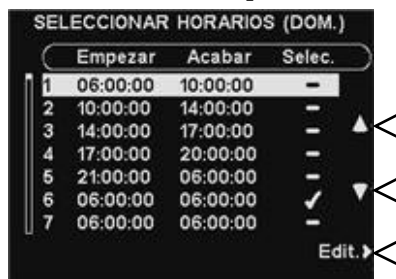 SELECCIONAR HORARIOS (DOM.)
Empezar Acabar Selec.
1 06:00:00 10:00:00 –
2 10:00:00 14:00:00 –
3 14:00:00 17:00:00 –
4 17:00:00 20:00:00 –
5 21:00:00 06:00:00 –
6 06:00:00 06:00:00 ✓
7 06:00:00 06:00:00 –
Edit.